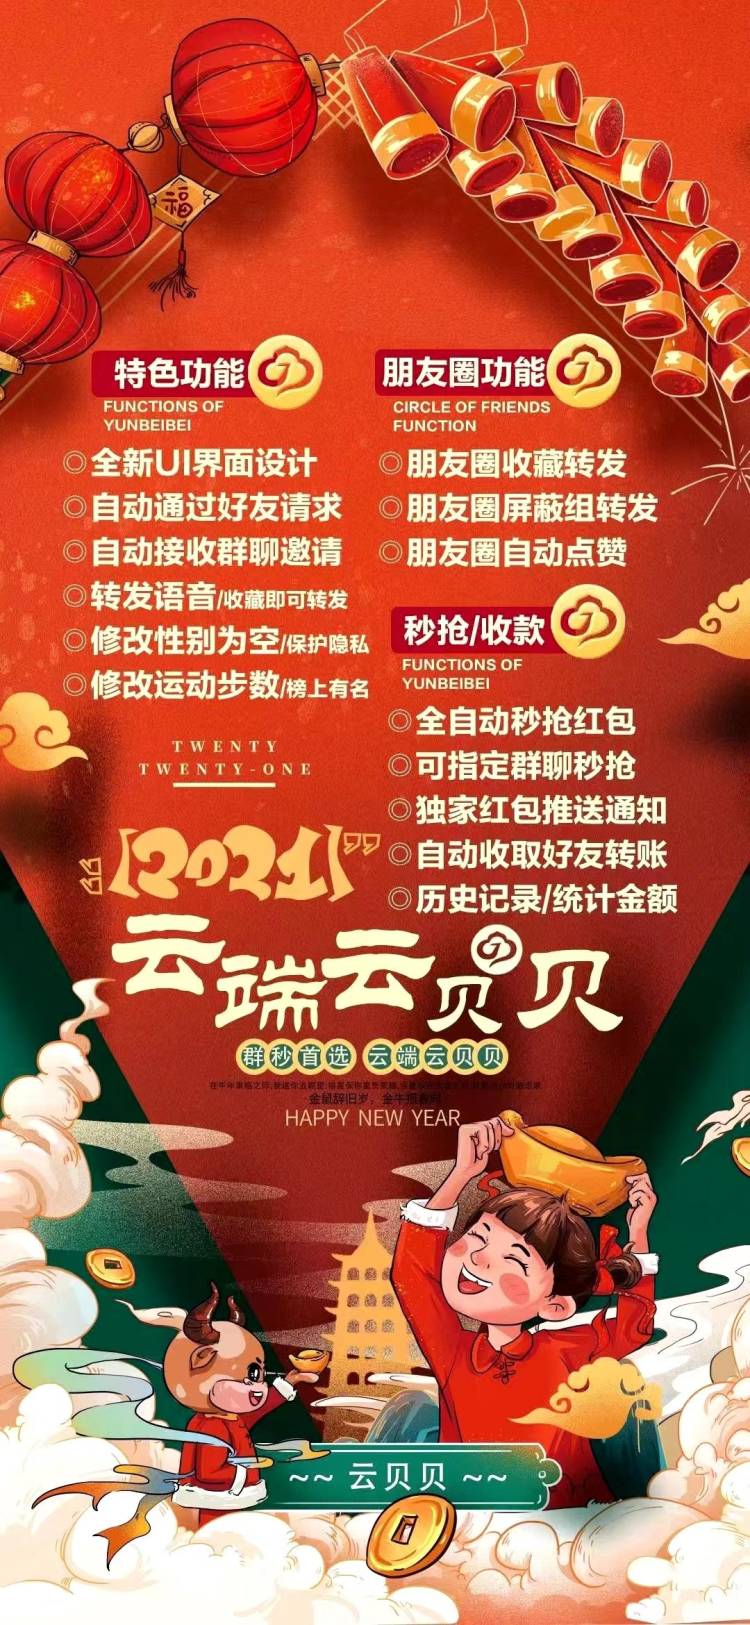 福
特色功能
FUNCTIONS OF
YUNBEIBEI
◎全新UI界面设计
◎自动通过好友请求
◎自动接收群聊邀请
◎转发语音/收藏即可转发
◎修改性别为空/保护隐私
◎修改运动步数/榜上有名
朋友圈功能
CIRCLE OF FRIENDS
FUNCTION
◎朋友圈收藏转发
◎朋友圈屏蔽组转发
◎朋友圈自动点赞
秒抢/收款
FUNCTIONS OF
YUNBEIBEI
◎全自动秒抢红包
◎可指定群聊秒抢
◎独家红包推送通知
◎自动收取好友转账
◎历史记录/统计金额
TWENTY
TWENTY-ONE
“【2021】”
云端云贝贝
群秒首选 云端云贝贝
金鼠辞旧岁，金牛报春到
HAPPY NEW YEAR
~~ 云贝贝 ~~